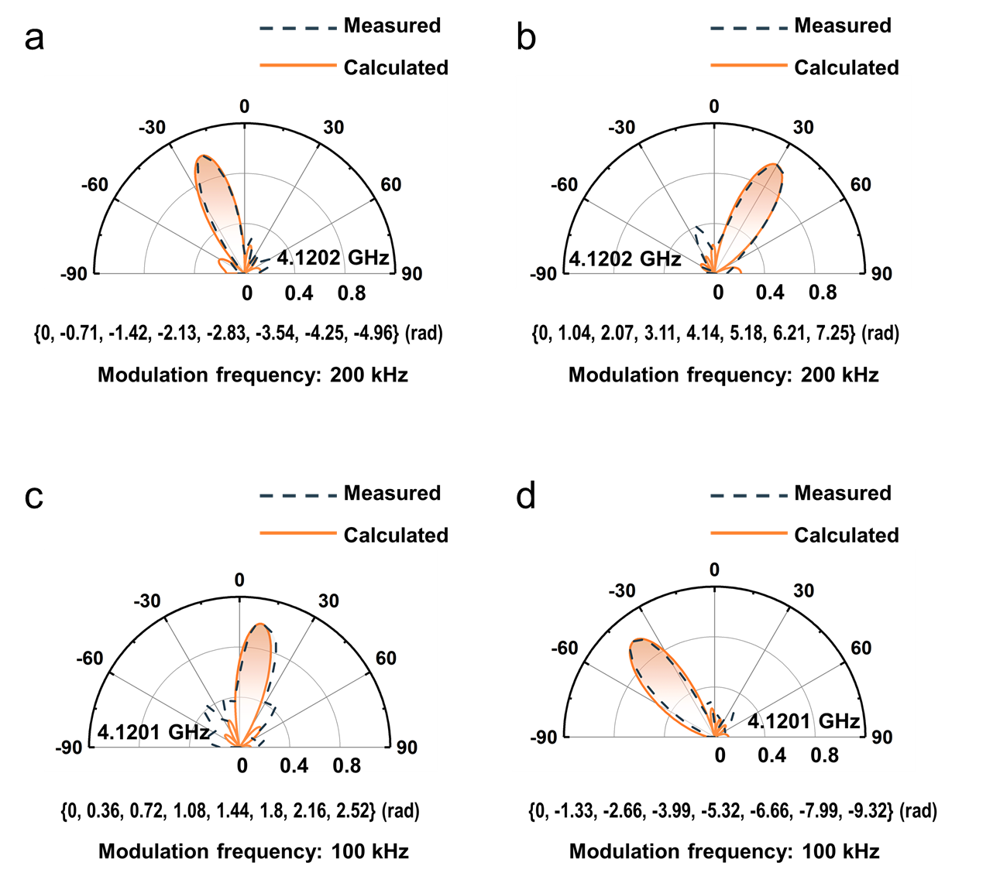 a
Measured
Calculated
0
-30
30
-60
60
4.1202 GHz
-90
90
0 0.4 0.8
{0, -0.71, -1.42, -2.13, -2.83, -3.54, -4.25, -4.96} (rad)
Modulation frequency: 200 kHz
b
Measured
Calculated
0
-30
30
-60
60
4.1202 GHz
-90
90
0 0.4 0.8
{0, 1.04, 2.07, 3.11, 4.14, 5.18, 6.21, 7.25} (rad)
Modulation frequency: 200 kHz
c
Measured
Calculated
0
-30
30
-60
60
4.1201 GHz
-90
90
0 0.4 0.8
{0, 0.36, 0.72, 1.08, 1.44, 1.8, 2.16, 2.52} (rad)
Modulation frequency: 100 kHz
d
Measured
Calculated
0
-30
30
-60
60
4.1201 GHz
-90
90
0 0.4 0.8
{0, -1.33, -2.66, -3.99, -5.32, -6.66, -7.99, -9.32} (rad)
Modulation frequency: 100 kHz